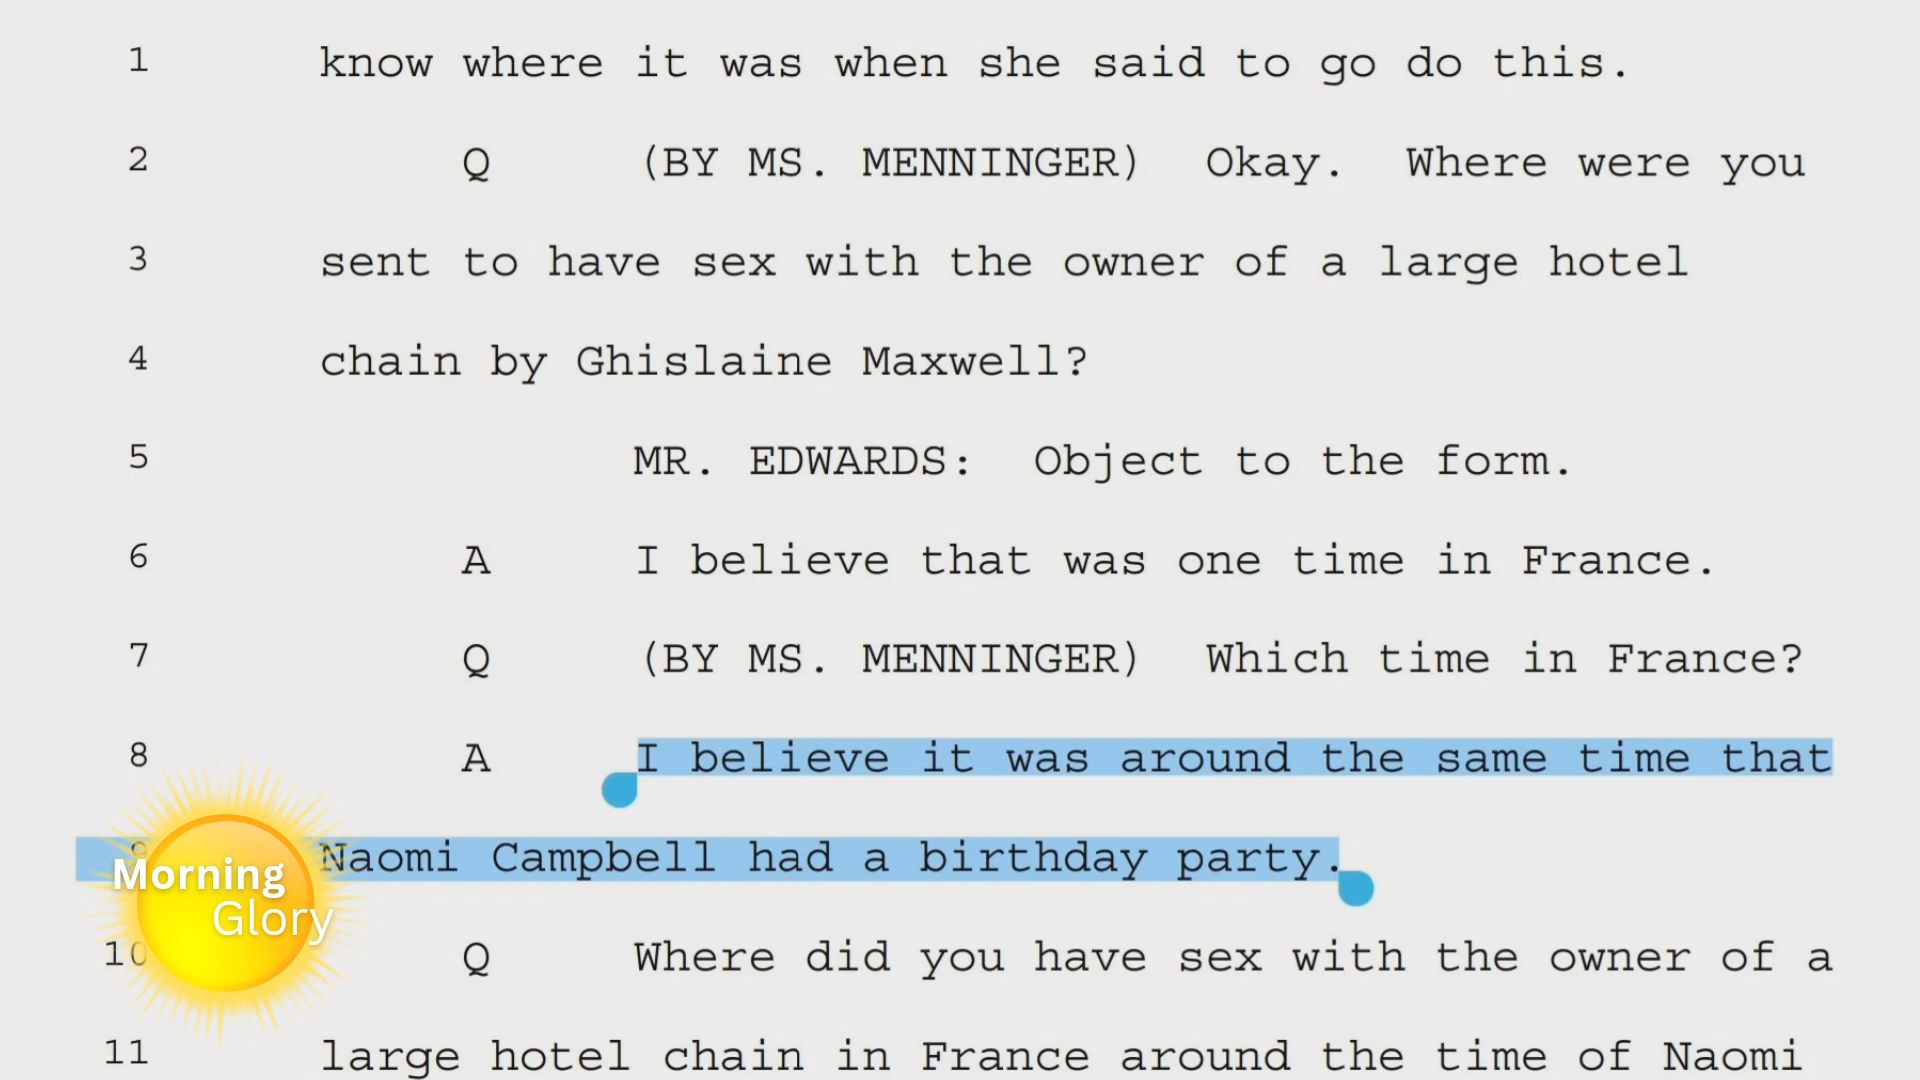 1 know where it was when she said to go do this.
2 Q (BY MS. MENNINGER) Okay. Where were you
3 sent to have sex with the owner of a large hotel
4 chain by Ghislaine Maxwell?
5 MR. EDWARDS: Object to the form.
6 A I believe that was one time in France.
7 Q (BY MS. MENNINGER) Which time in France?
8 A I believe it was around the same time that
9 Naomi Campbell had a birthday party.
Morning
Glory
10 Q Where did you have sex with the owner of a
11 large hotel chain in France around the time of Naomi